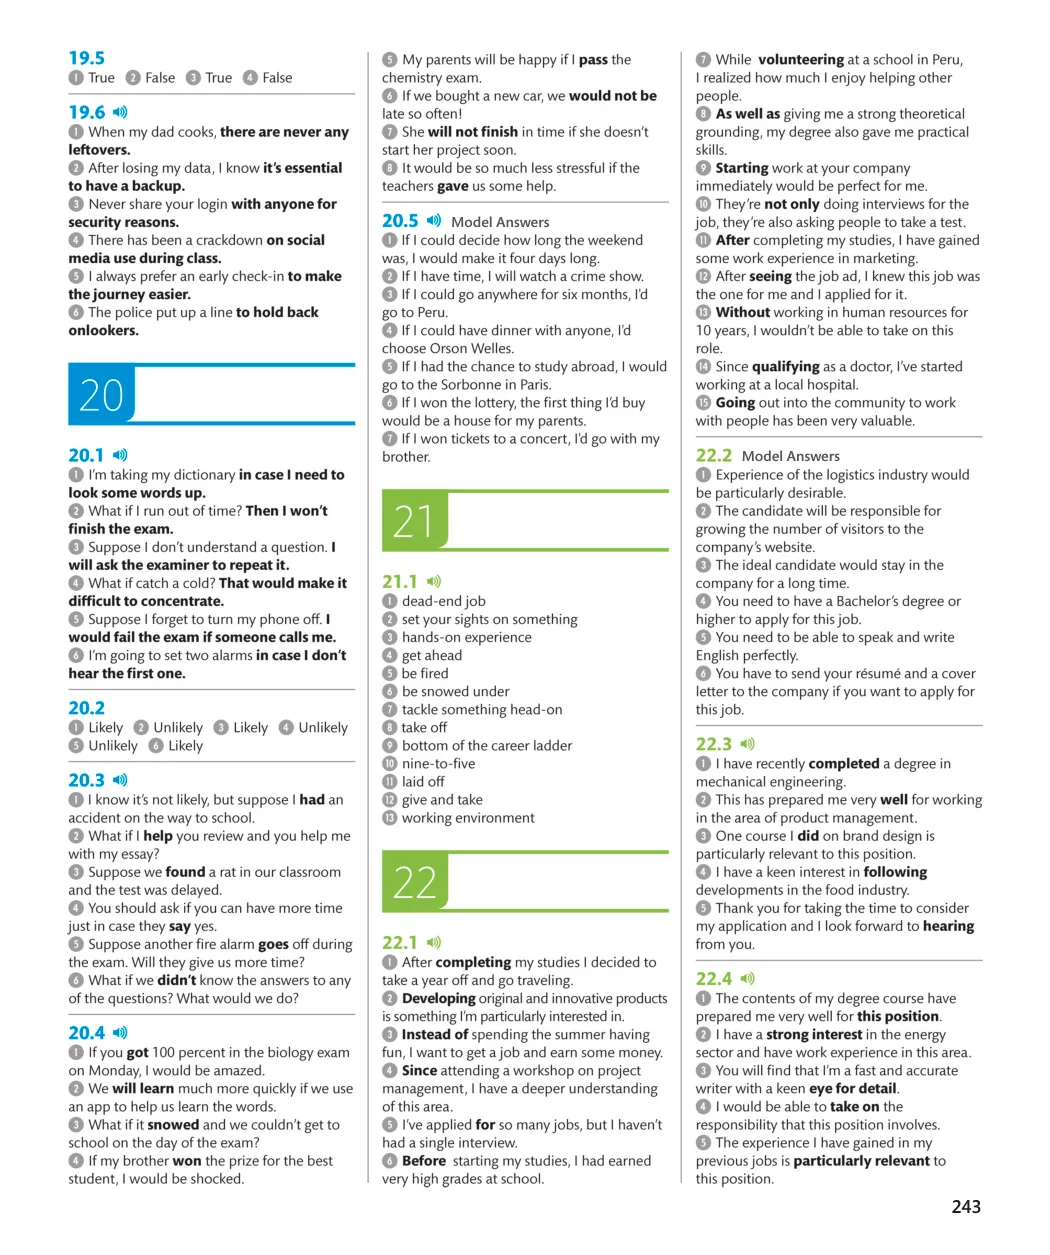 19.5
1 True 2 False 3 True 4 False
19.6
1 When my dad cooks, there are never any
leftovers.
2 After losing my data, I know it’s essential
to have a backup.
3 Never share your login with anyone for
security reasons.
4 There has been a crackdown on social
media use during class.
5 I always prefer an early check-in to make
the journey easier.
6 The police put up a line to hold back
onlookers.
20
20.1
1 I’m taking my dictionary in case I need to
look some words up.
2 What if I run out of time? Then I won’t
finish the exam.
3 Suppose I don’t understand a question. I
will ask the examiner to repeat it.
4 What if catch a cold? That would make it
difficult to concentrate.
5 Suppose I forget to turn my phone off. I
would fail the exam if someone calls me.
6 I’m going to set two alarms in case I don’t
hear the first one.
20.2
1 Likely 2 Unlikely 3 Likely 4 Unlikely
5 Unlikely 6 Likely
20.3
1 I know it’s not likely, but suppose I had an
accident on the way to school.
2 What if I help you review and you help me
with my essay?
3 Suppose we found a rat in our classroom
and the test was delayed.
4 You should ask if you can have more time
just in case they say yes.
5 Suppose another fire alarm goes off during
the exam. Will they give us more time?
6 What if we didn’t know the answers to any
of the questions? What would we do?
20.4
1 If you got 100 percent in the biology exam
on Monday, I would be amazed.
2 We will learn much more quickly if we use
an app to help us learn the words.
3 What if it snowed and we couldn’t get to
school on the day of the exam?
4 If my brother won the prize for the best
student, I would be shocked.
5 My parents will be happy if I pass the
chemistry exam.
6 If we bought a new car, we would not be
late so often!
7 She will not finish in time if she doesn’t
start her project soon.
8 It would be so much less stressful if the
teachers gave us some help.
20.5 Model Answers
1 If I could decide how long the weekend
was, I would make it four days long.
2 If I have time, I will watch a crime show.
3 If I could go anywhere for six months, I’d
go to Peru.
4 If I could have dinner with anyone, I’d
choose Orson Welles.
5 If I had the chance to study abroad, I would
go to the Sorbonne in Paris.
6 If I won the lottery, the first thing I’d buy
would be a house for my parents.
7 If I won tickets to a concert, I’d go with my
brother.
21
21.1
1 dead-end job
2 set your sights on something
3 hands-on experience
4 get ahead
5 be fired
6 be snowed under
7 tackle something head-on
8 take off
9 bottom of the career ladder
10 nine-to-five
11 laid off
12 give and take
13 working environment
22
22.1
1 After completing my studies I decided to
take a year off and go traveling.
2 Developing original and innovative products
is something I’m particularly interested in.
3 Instead of spending the summer having
fun, I want to get a job and earn some money.
4 Since attending a workshop on project
management, I have a deeper understanding
of this area.
5 I’ve applied for so many jobs, but I haven’t
had a single interview.
6 Before starting my studies, I had earned
very high grades at school.
7 While volunteering at a school in Peru,
I realized how much I enjoy helping other
people.
8 As well as giving me a strong theoretical
grounding, my degree also gave me practical
skills.
9 Starting work at your company
immediately would be perfect for me.
10 They’re not only doing interviews for the
job, they’re also asking people to take a test.
11 After completing my studies, I have gained
some work experience in marketing.
12 After seeing the job ad, I knew this job was
the one for me and I applied for it.
13 Without working in human resources for
10 years, I wouldn’t be able to take on this
role.
14 Since qualifying as a doctor, I’ve started
working at a local hospital.
15 Going out into the community to work
with people has been very valuable.
22.2 Model Answers
1 Experience of the logistics industry would
be particularly desirable.
2 The candidate will be responsible for
growing the number of visitors to the
company’s website.
3 The ideal candidate would stay in the
company for a long time.
4 You need to have a Bachelor’s degree or
higher to apply for this job.
5 You need to be able to speak and write
English perfectly.
6 You have to send your résumé and a cover
letter to the company if you want to apply for
this job.
22.3
1 I have recently completed a degree in
mechanical engineering.
2 This has prepared me very well for working
in the area of product management.
3 One course I did on brand design is
particularly relevant to this position.
4 I have a keen interest in following
developments in the food industry.
5 Thank you for taking the time to consider
my application and I look forward to hearing
from you.
22.4
1 The contents of my degree course have
prepared me very well for this position.
2 I have a strong interest in the energy
sector and have work experience in this area.
3 You will find that I’m a fast and accurate
writer with a keen eye for detail.
4 I would be able to take on the
responsibility that this position involves.
5 The experience I have gained in my
previous jobs is particularly relevant to
this position.
243